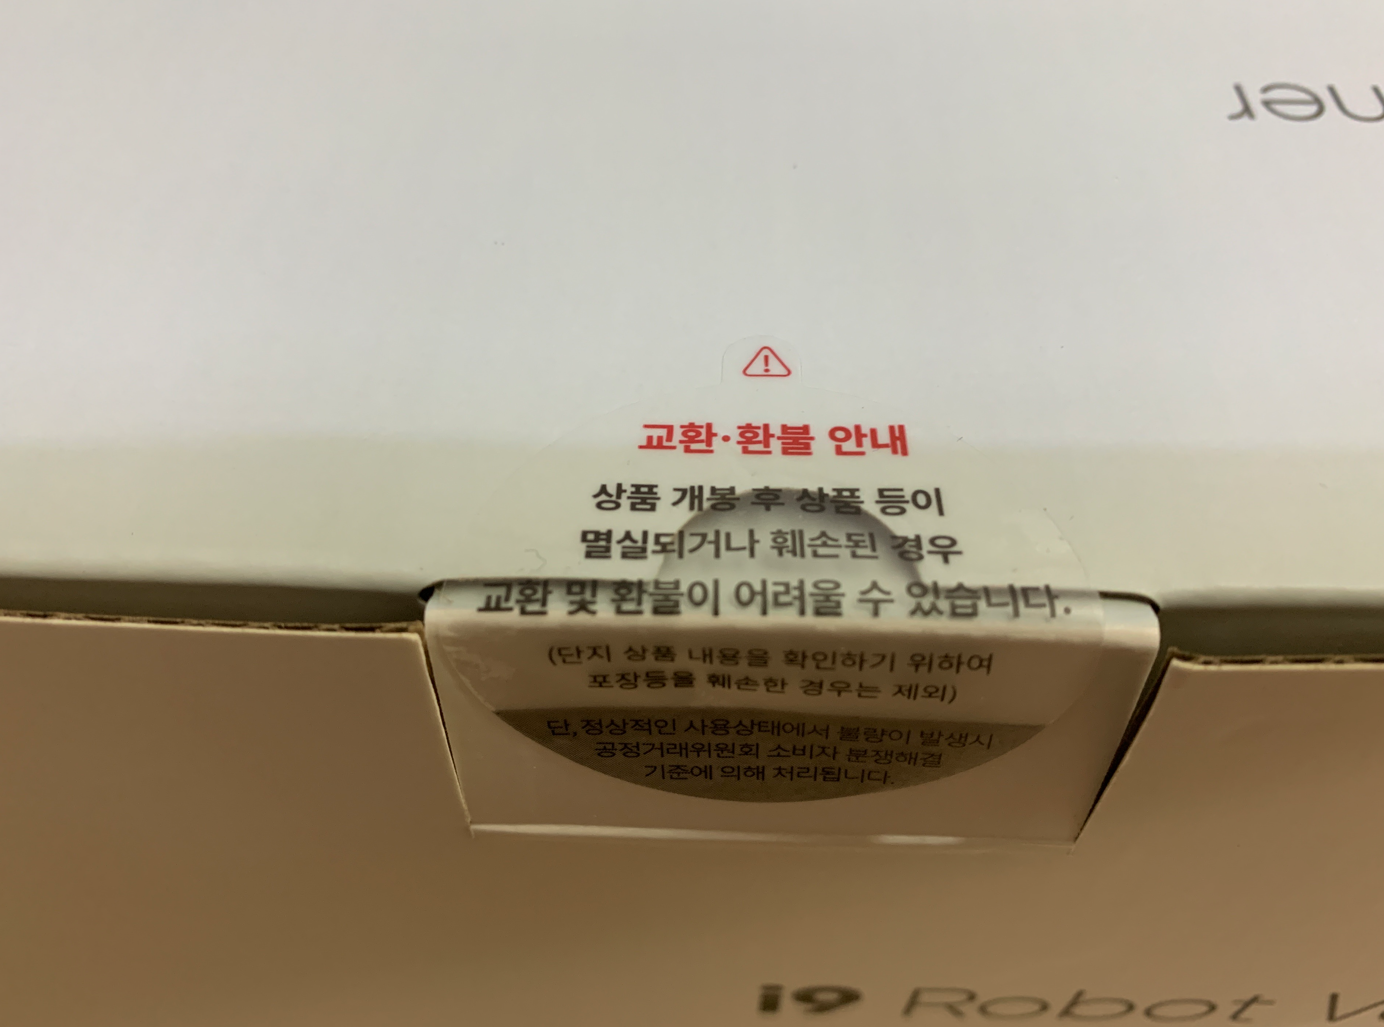 ner
교환·환불 안내
상품 개봉 후 상품 등이
멸실되거나 훼손된 경우
교환 및 환불이 어려울 수 있습니다.
(단지 상품 내용을 확인하기 위하여
포장등을 훼손한 경우는 제외)
단,정상적인 사용상태에서 불량이 발생시
공정거래위원회 소비자 분쟁해결
기준에 의해 처리됩니다.
i9 Robot